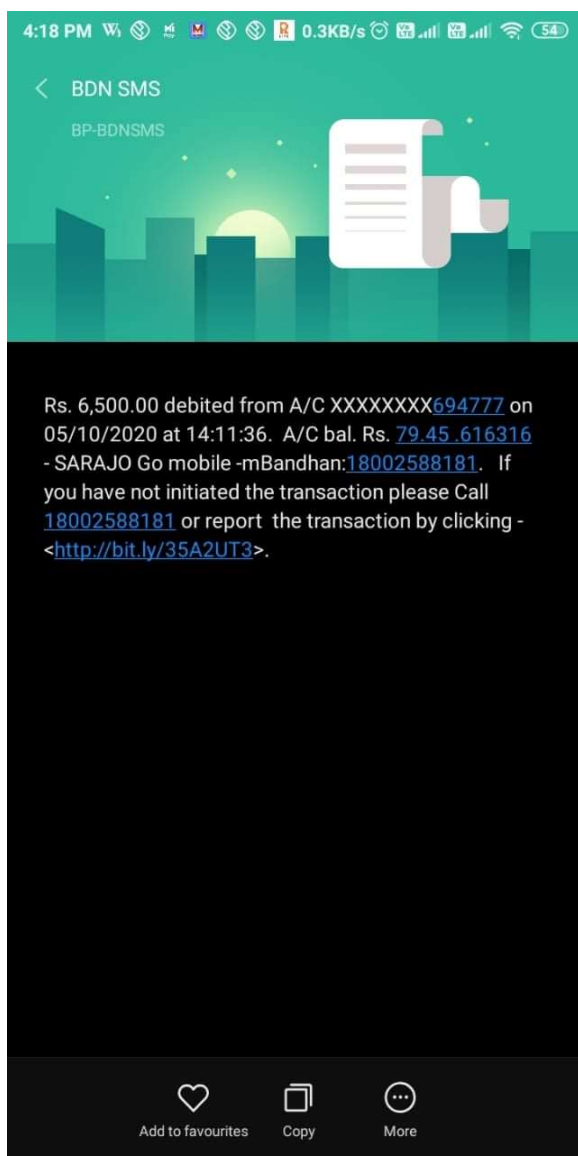 4:18 PM 0.3KB/s 54
BDN SMS
BP-BDNSMS
Rs. 6,500.00 debited from A/C XXXXXXXX694777 on
05/10/2020 at 14:11:36.  A/C bal. Rs. 79.45 .616316
- SARAJO Go mobile -mBandhan:18002588181.   If
you have not initiated the transaction please Call
18002588181 or report  the transaction by clicking -
<http://bit.ly/35A2UT3>.
Add to favourites Copy More